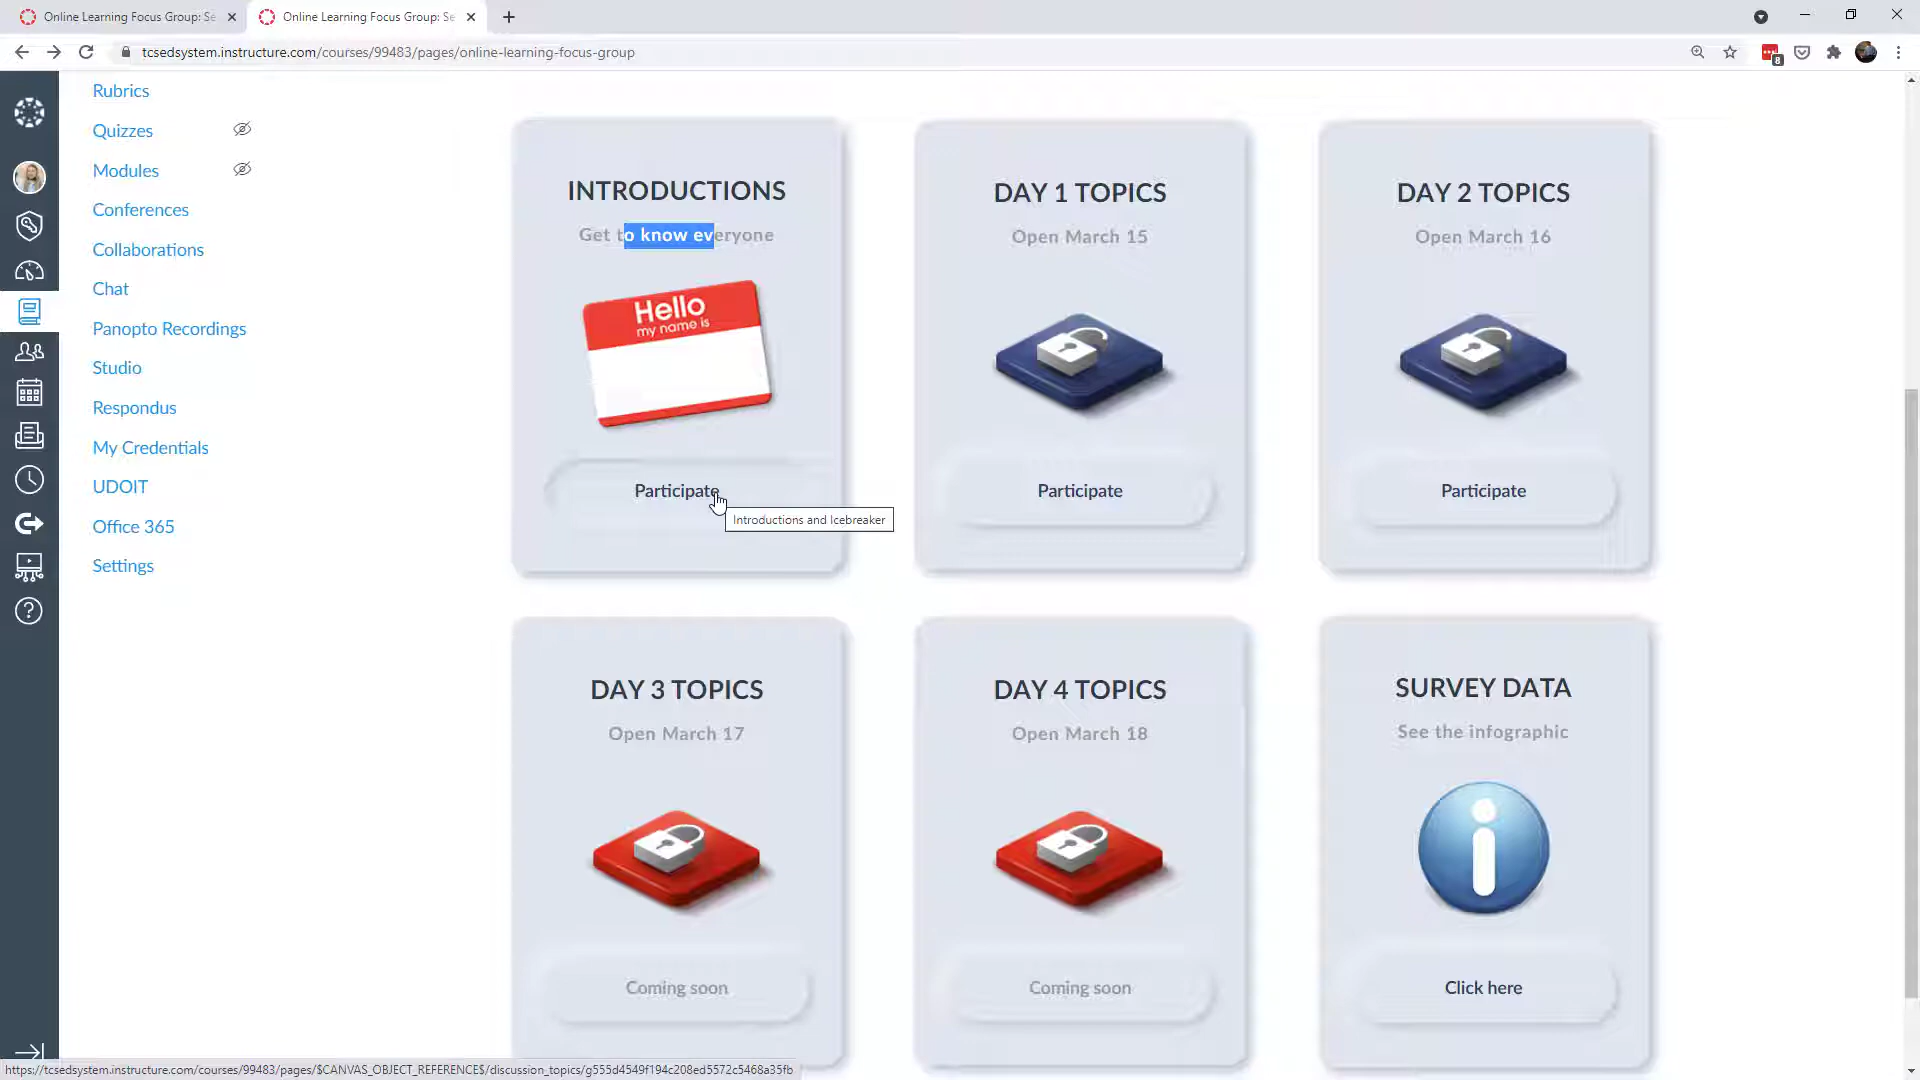 Online Learning Focus Group: Se
Online Learning Focus Group: Se
tcsedsystem.instructure.com/courses/99483/pages/online-learning-focus-group
8
Rubrics
Quizzes
Modules
Conferences
Collaborations
Chat
Panopto Recordings
Studio
Respondus
My Credentials
UDOIT
Office 365
Settings
INTRODUCTIONS
Get to know everyone
Hello
my name is
Participate
Introductions and Icebreaker
DAY 1 TOPICS
Open March 15
Participate
DAY 2 TOPICS
Open March 16
Participate
DAY 3 TOPICS
Open March 17
Coming soon
DAY 4 TOPICS
Open March 18
Coming soon
SURVEY DATA
See the infographic
Click here
https://tcsedsystem.instructure.com/courses/99483/pages/$CANVAS_OBJECT_REFERENCE$/discussion_topics/g555d4549f194c208ed5572c5468a35fb